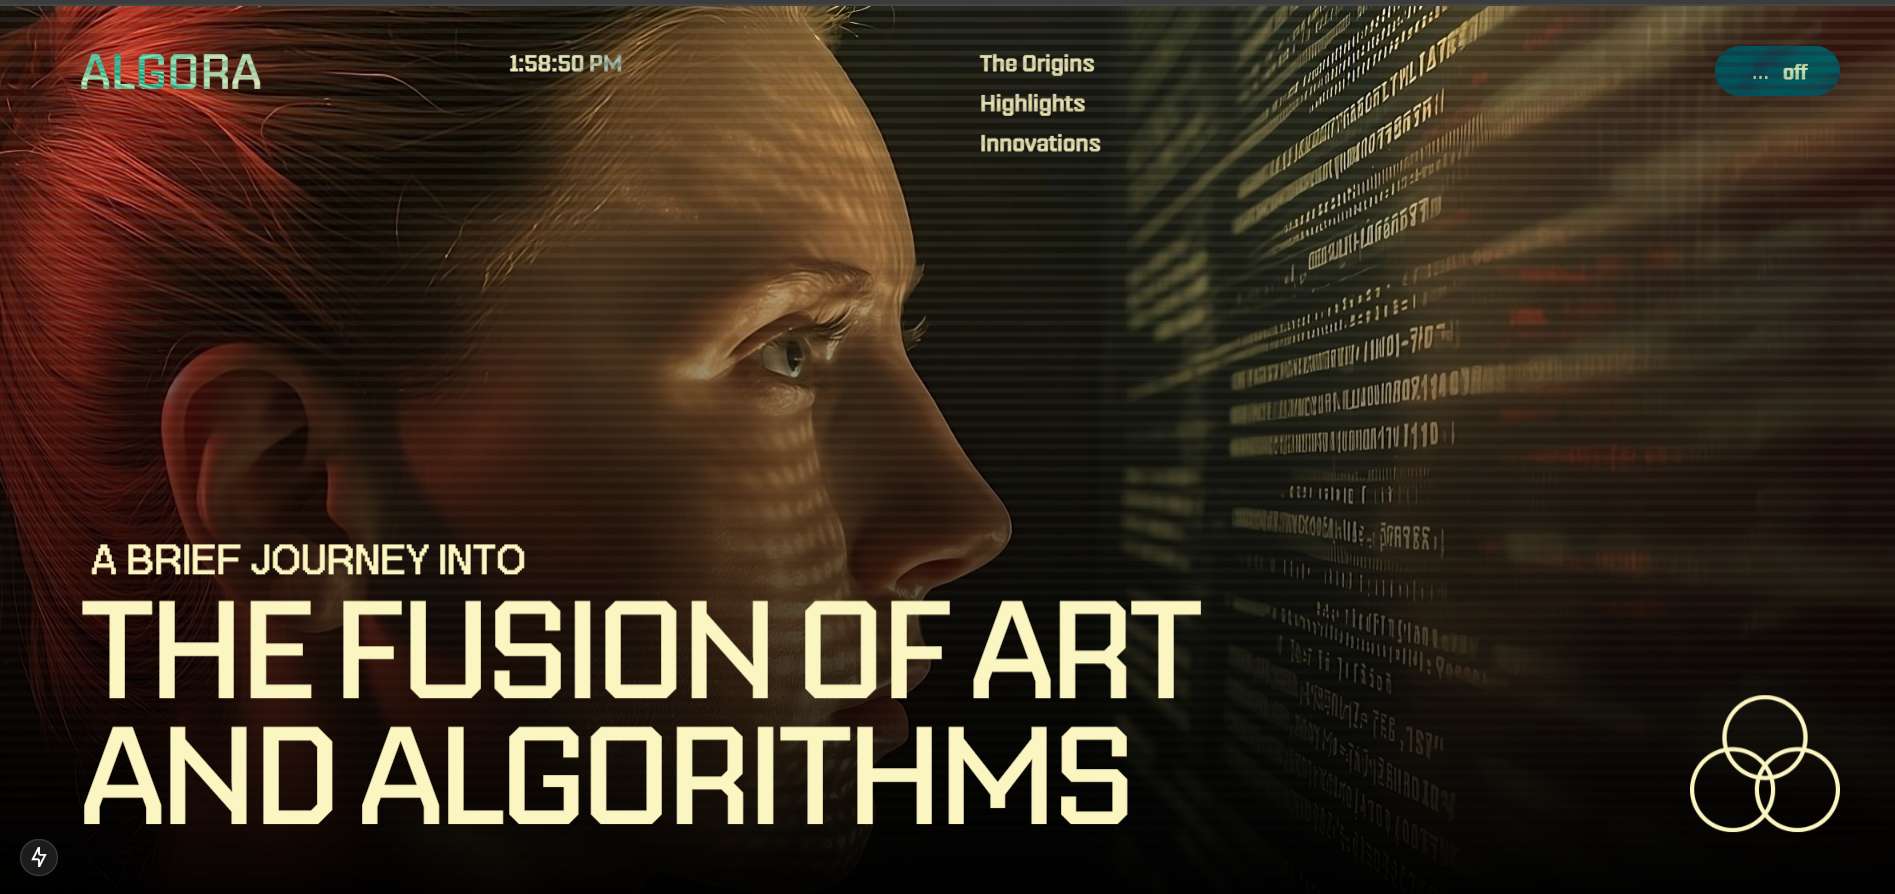 ALGORA
1:58:50 PM
The Origins
Highlights
Innovations
... off
A BRIEF JOURNEY INTO
THE FUSION OF ART
AND ALGORITHMS